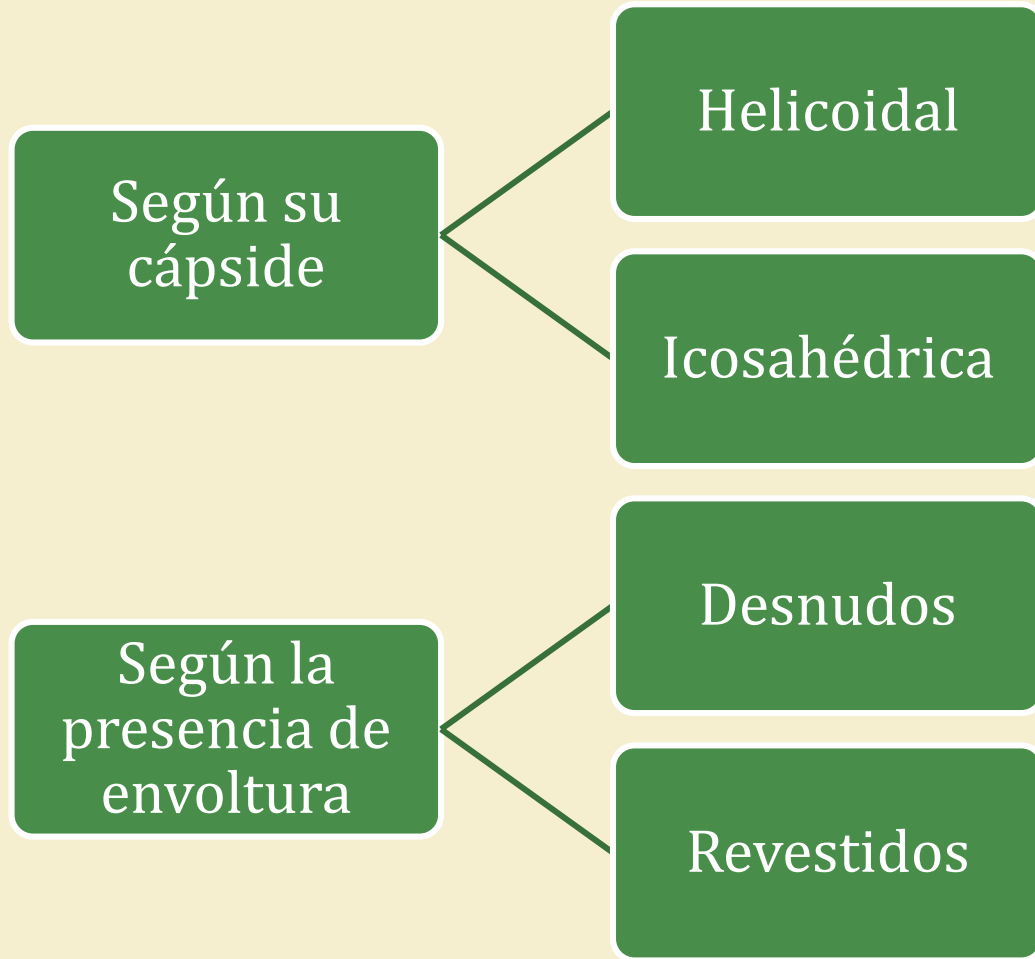 Según su
cápside
Helicoidal
Icosahédrica
Según la
presencia de
envoltura
Desnudos
Revestidos